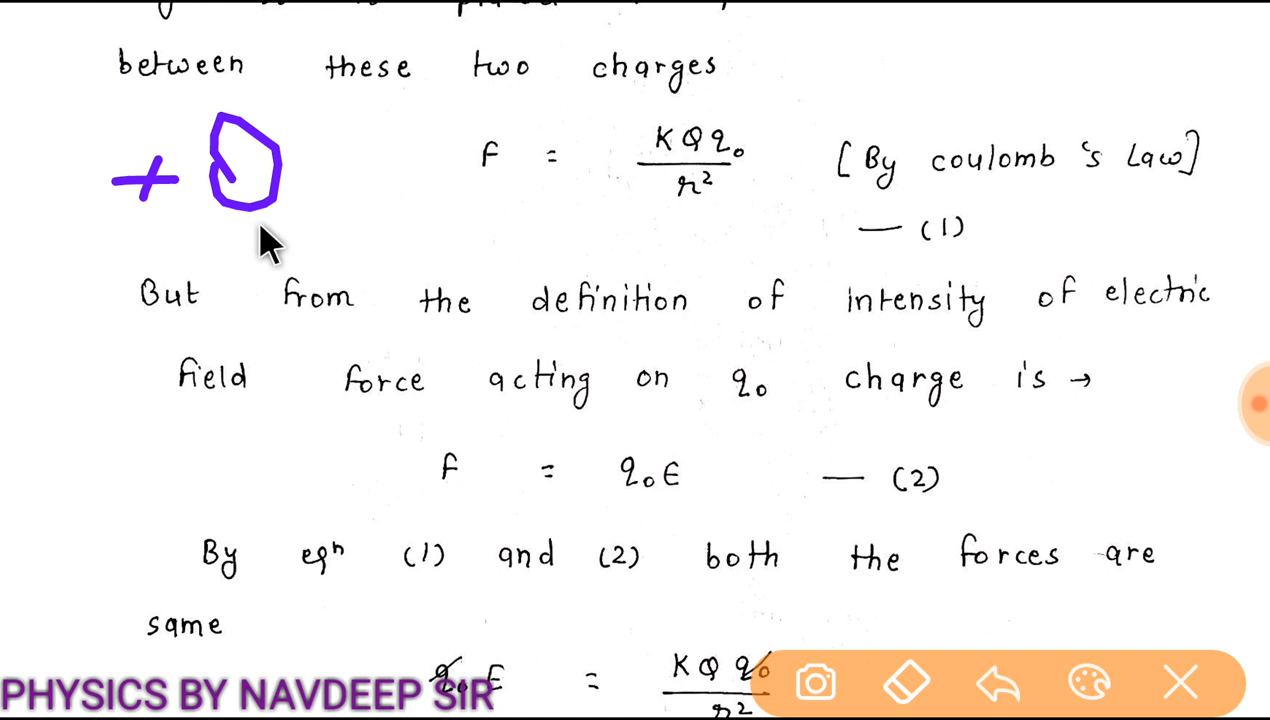 between these two charges
F = KQq₀/r² [By coulomb's Law]
— (1)
But from the definition of intensity of electric
field force acting on q₀ charge is →
F = q₀E — (2)
By eqⁿ (1) and (2) both the forces are
same
q₀E = KQq₀/r²
+ Q
PHYSICS BY NAVDEEP SIR